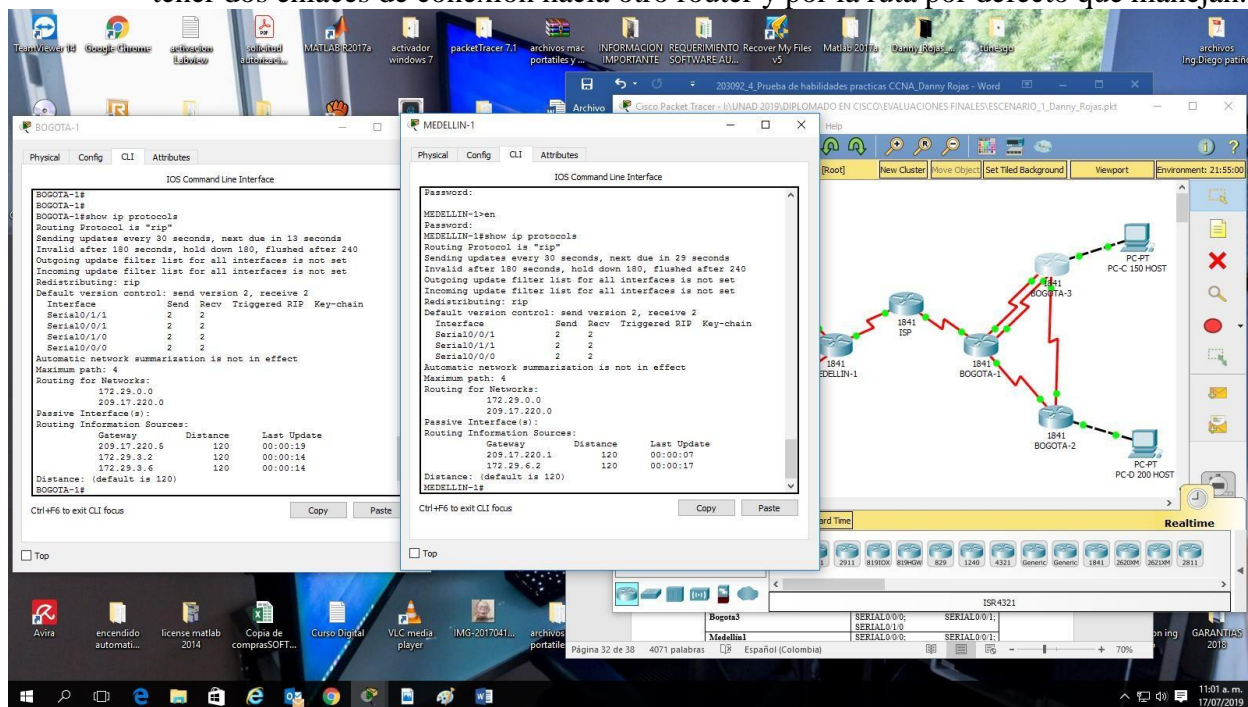 tener dos enlaces de conexión hacia otro router y por la ruta por defecto que manejan.
TeamViewer 14
Google Chrome
activacion Labview
solicitud autorizaci...
MATLAB R2017a
activador windows 7
packetTracer 7.1
archivos mac portatiles y ...
INFORMACION IMPORTANTE
REQUERIMIENTO SOFTWARE AU...
Recover My Files v5
Matlab 2017a
Danny_Rojas_...
archivos Ing.Diego patiño
203092_4_Prueba de habilidades practicas CCNA_Danny Rojas - Word
Archivo
Cisco Packet Tracer - I:\UNAD 2019\DIPLOMADO EN CISCO\EVALUACIONES FINALES\ESCENARIO_1_Danny_Rojas.pkt
Help
[Root]
New Cluster
Move Object
Set Tiled Background
Viewport
Environment: 21:55:00
BOGOTA-1
Physical Config CLI Attributes
IOS Command Line Interface
BOGOTA-1#
BOGOTA-1#
BOGOTA-1#show ip protocols
Routing Protocol is "rip"
Sending updates every 30 seconds, next due in 13 seconds
Invalid after 180 seconds, hold down 180, flushed after 240
Outgoing update filter list for all interfaces is not set
Incoming update filter list for all interfaces is not set
Redistributing: rip
Default version control: send version 2, receive 2
Interface Send Recv Triggered RIP Key-chain
Serial0/1/1 2 2
Serial0/0/1 2 2
Serial0/1/0 2 2
Serial0/0/0 2 2
Automatic network summarization is not in effect
Maximum path: 4
Routing for Networks:
172.29.0.0
209.17.220.0
Passive Interface(s):
Routing Information Sources:
Gateway Distance Last Update
209.17.220.5 120 00:00:19
172.29.3.2 120 00:00:14
172.29.3.6 120 00:00:14
Distance: (default is 120)
BOGOTA-1#
Ctrl+F6 to exit CLI focus
Copy
Paste
Top
MEDELLIN-1
Physical Config CLI Attributes
IOS Command Line Interface
Password:
MEDELLIN-1>en
Password:
MEDELLIN-1#show ip protocols
Routing Protocol is "rip"
Sending updates every 30 seconds, next due in 29 seconds
Invalid after 180 seconds, hold down 180, flushed after 240
Outgoing update filter list for all interfaces is not set
Incoming update filter list for all interfaces is not set
Redistributing: rip
Default version control: send version 2, receive 2
Interface Send Recv Triggered RIP Key-chain
Serial0/0/1 2 2
Serial0/1/1 2 2
Serial0/0/0 2 2
Automatic network summarization is not in effect
Maximum path: 4
Routing for Networks:
172.29.0.0
209.17.220.0
Passive Interface(s):
Routing Information Sources:
Gateway Distance Last Update
209.17.220.1 120 00:00:07
172.29.6.2 120 00:00:17
Distance: (default is 120)
MEDELLIN-1#
Ctrl+F6 to exit CLI focus
Copy
Paste
Top
PC-PT
PC-C 150 HOST
1841
BOGOTA-3
1841
ISP
1841
EDELLIN-1
1841
BOGOTA-1
1841
BOGOTA-2
PC-PT
PC-D 200 HOST
Realtime
ard Time
1 2911 819IOX 819HGW 829 1240 4321 Generic Generic 1841 2620XM 2621XM 2811
ISR4321
Bogota3 SERIAL0/0/0; SERIAL0/0/1;
SERIAL0/1/0
Medellin1 SERIAL0/0/0; SERIAL0/0/1;
Página 32 de 38 4071 palabras Español (Colombia) 70%
Avira
encendido automati...
license matlab 2014
Copia de comprasSOFT...
Curso Digital
VLC media player
IMG-2017041...
archivos portatile
on ing
GARANTIAS 2018
11:01 a. m.
17/07/2019